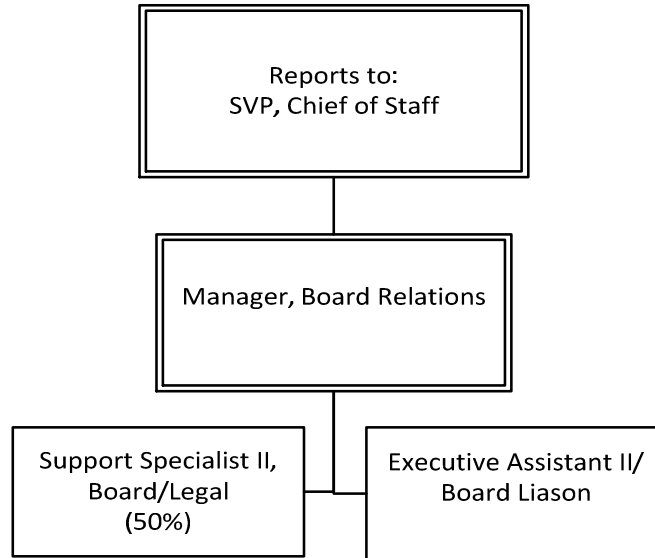 Reports to:
SVP, Chief of Staff
Manager, Board Relations
Support Specialist II,
Board/Legal
(50%)
Executive Assistant II/
Board Liason